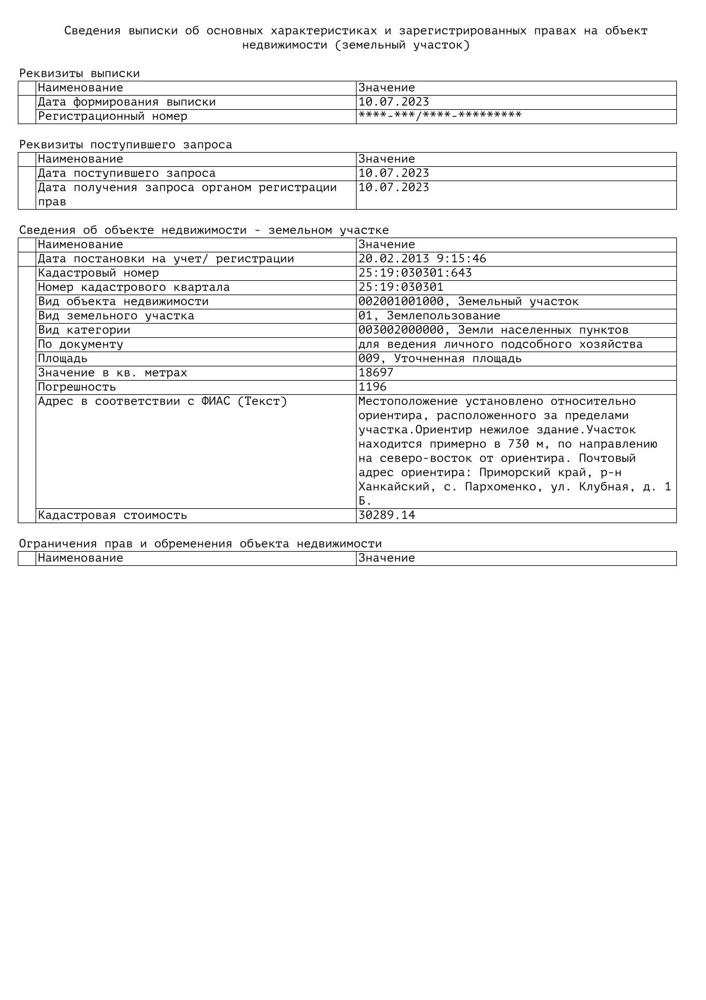 Сведения выписки об основных характеристиках и зарегистрированных правах на объект
недвижимости (земельный участок)
Реквизиты выписки
Наименование Значение
Дата формирования выписки 10.07.2023
Регистрационный номер ****-***/****-*********
Реквизиты поступившего запроса
Наименование Значение
Дата поступившего запроса 10.07.2023
Дата получения запроса органом регистрации 10.07.2023
прав
Сведения об объекте недвижимости - земельном участке
Наименование Значение
Дата постановки на учет/ регистрации 20.02.2013 9:15:46
Кадастровый номер 25:19:030301:643
Номер кадастрового квартала 25:19:030301
Вид объекта недвижимости 002001001000, Земельный участок
Вид земельного участка 01, Землепользование
Вид категории 003002000000, Земли населенных пунктов
По документу для ведения личного подсобного хозяйства
Площадь 009, Уточненная площадь
Значение в кв. метрах 18697
Погрешность 1196
Адрес в соответствии с ФИАС (Текст) Местоположение установлено относительно
ориентира, расположенного за пределами
участка.Ориентир нежилое здание.Участок
находится примерно в 730 м, по направлению
на северо-восток от ориентира. Почтовый
адрес ориентира: Приморский край, р-н
Ханкайский, с. Пархоменко, ул. Клубная, д. 1
Б.
Кадастровая стоимость 30289.14
Ограничения прав и обременения объекта недвижимости
Наименование Значение